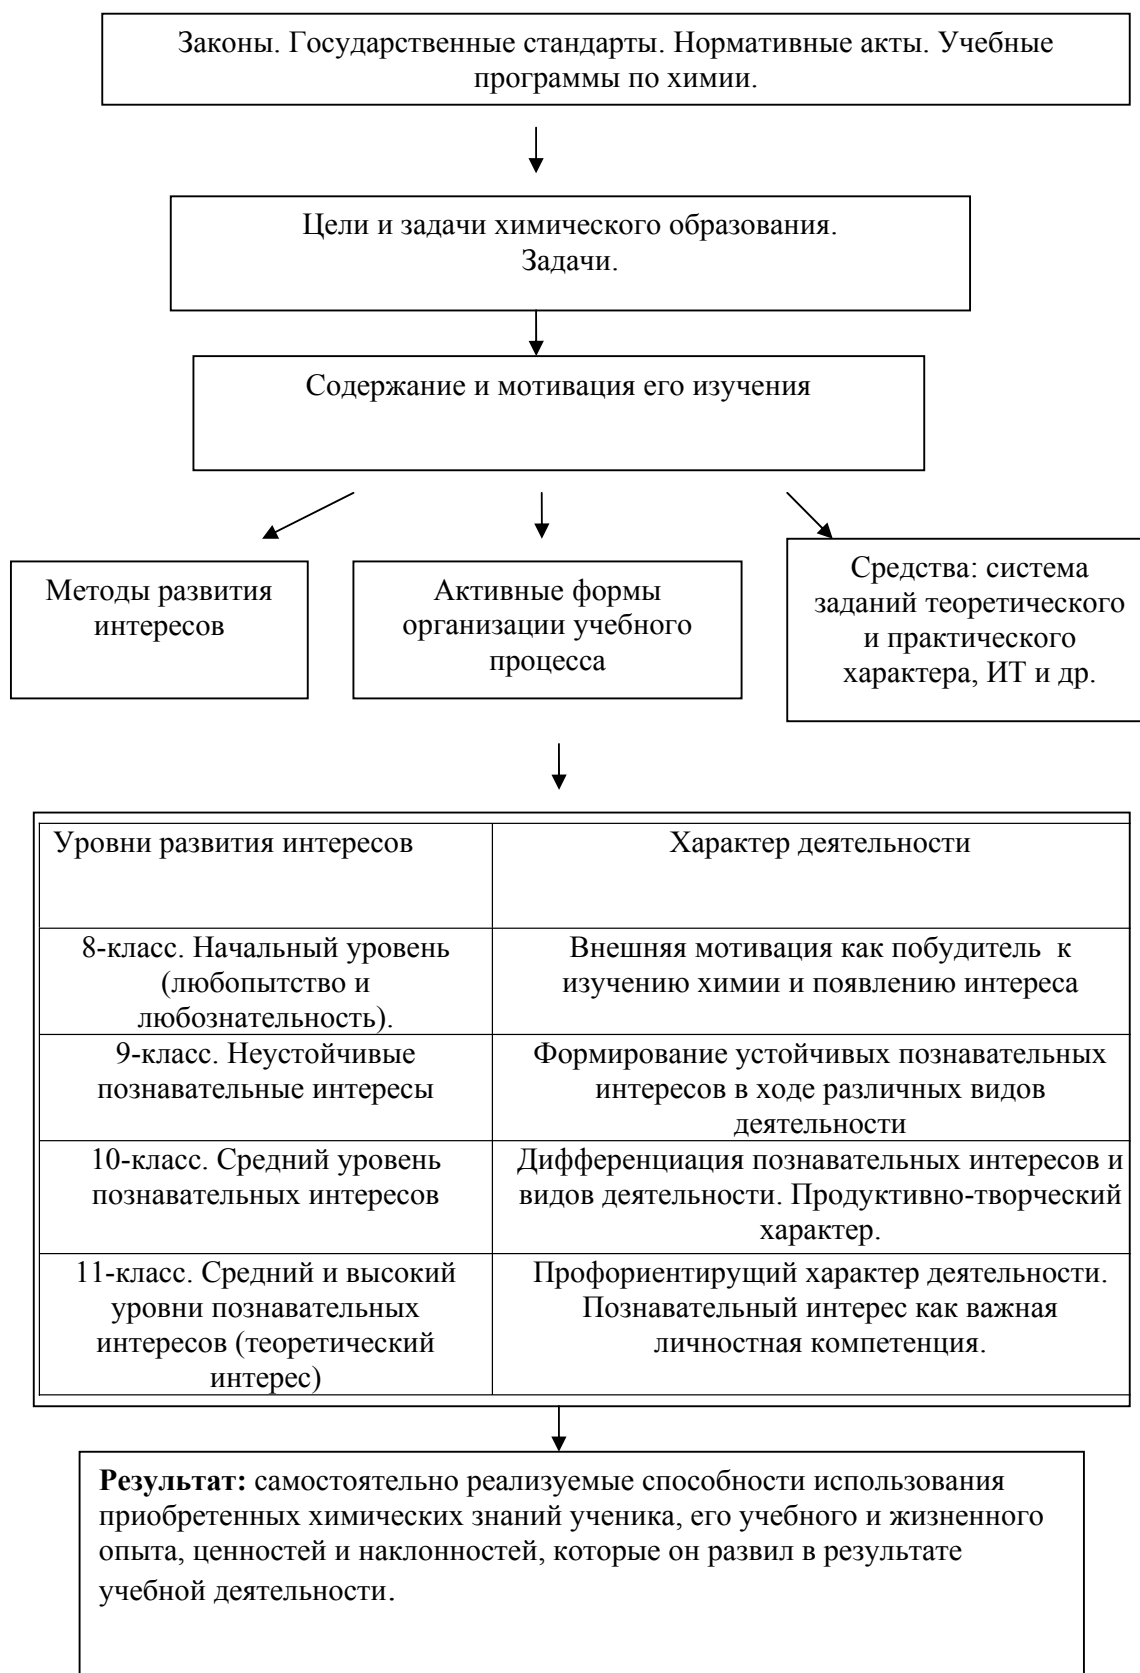 Законы. Государственные стандарты. Нормативные акты. Учебные
программы по химии.
Цели и задачи химического образования.
Задачи.
Содержание и мотивация его изучения
Методы развития
интересов
Активные формы
организации учебного
процесса
Средства: система
заданий теоретического
и практического
характера, ИТ и др.
Уровни развития интересов
Характер деятельности
8-класс. Начальный уровень
(любопытство и
любознательность).
Внешняя мотивация как побудитель к
изучению химии и появлению интереса
9-класс. Неустойчивые
познавательные интересы
Формирование устойчивых познавательных
интересов в ходе различных видов
деятельности
10-класс. Средний уровень
познавательных интересов
Дифференциация познавательных интересов и
видов деятельности. Продуктивно-творческий
характер.
11-класс. Средний и высокий
уровни познавательных
интересов (теоретический
интерес)
Профориентирущий характер деятельности.
Познавательный интерес как важная
личностная компетенция.
Результат: самостоятельно реализуемые способности использования
приобретенных химических знаний ученика, его учебного и жизненного
опыта, ценностей и наклонностей, которые он развил в результате
учебной деятельности.